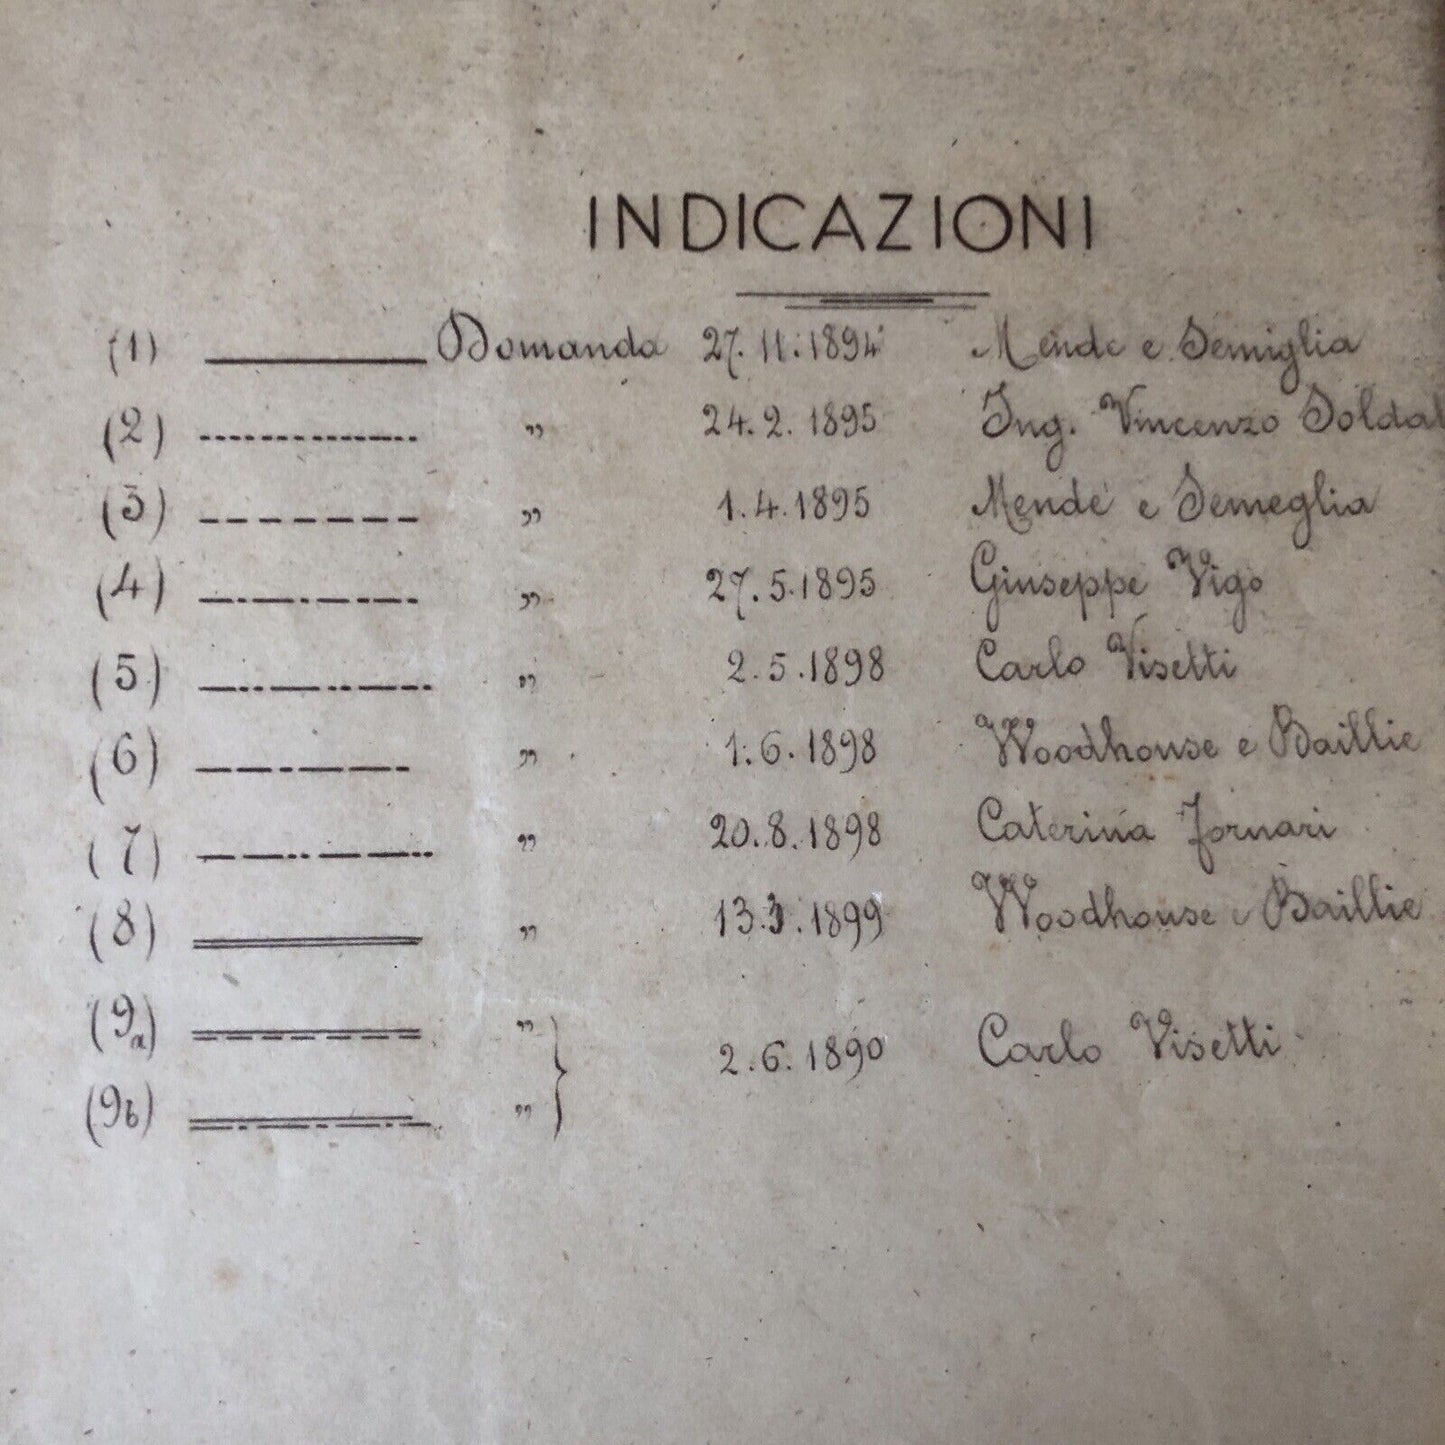 INDICAZIONI
(1) Domanda 27.11.1894 Mende e Semiglia
(2) " 24.2.1895 Ing. Vincenzo Soldat
(3) " 1.4.1895 Mende e Semeglia
(4) " 27.5.1895 Giuseppe Vigo
(5) " 2.5.1898 Carlo Visetti
(6) " 1.6.1898 Woodhouse e Baillie
(7) " 20.8.1898 Caterina Fornari
(8) " 13.3.1899 Woodhouse e Baillie
(9a) "
2.6.1890 Carlo Visetti
(9b) "